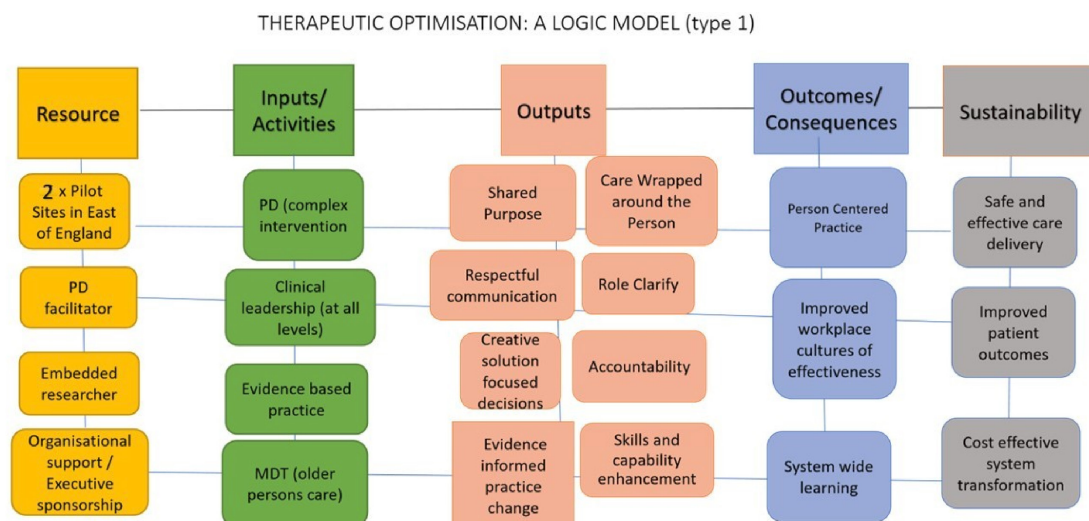 THERAPEUTIC OPTIMISATION: A LOGIC MODEL (type 1)
Resource
2 x Pilot
Sites in East
of England
PD
facilitator
Embedded
researcher
Organisational
support /
Executive
sponsorship
Inputs/
Activities
PD (complex
intervention
Clinical
leadership (at all
levels)
Evidence based
practice
MDT (older
persons care)
Outputs
Shared
Purpose
Care Wrapped
around the
Person
Respectful
communication
Role Clarify
Creative
solution
focused
decisions
Accountability
Evidence
informed
practice
change
Skills and
capability
enhancement
Outcomes/
Consequences
Person Centered
Practice
Improved
workplace
cultures of
effectiveness
System wide
learning
Sustainability
Safe and
effective care
delivery
Improved
patient
outcomes
Cost effective
system
transformation